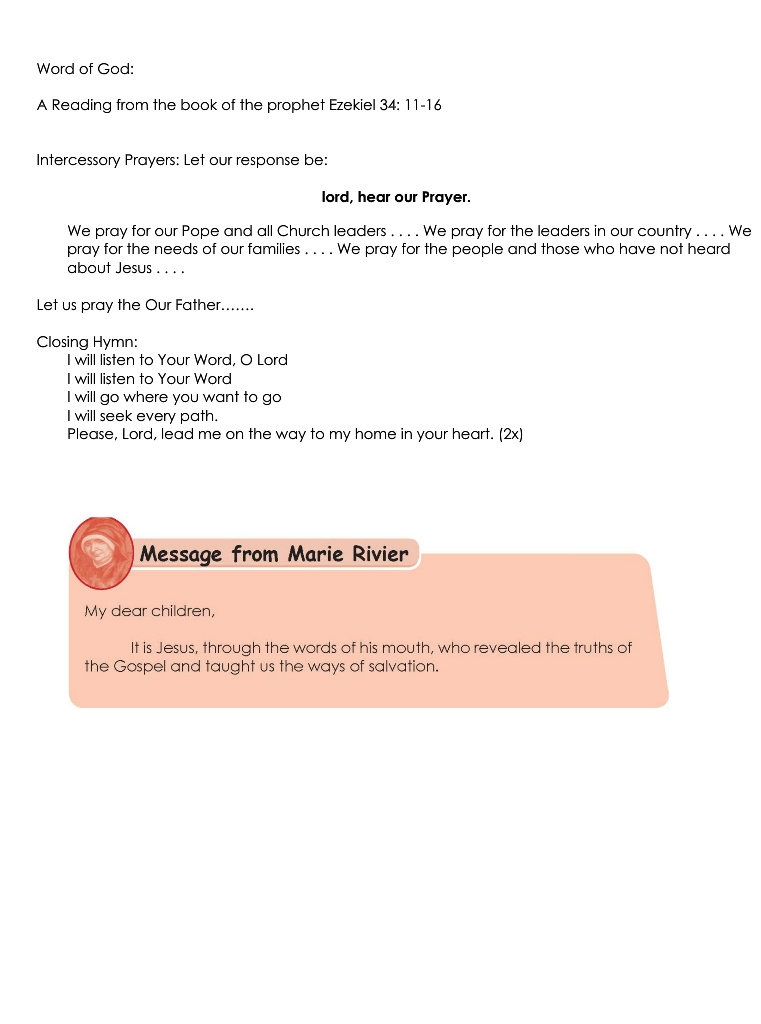 Word of God:
A Reading from the book of the prophet Ezekiel 34: 11-16
Intercessory Prayers: Let our response be:
lord, hear our Prayer.
We pray for our Pope and all Church leaders . . . . We pray for the leaders in our country . . . . We
pray for the needs of our families . . . . We pray for the people and those who have not heard
about Jesus . . . .
Let us pray the Our Father…….
Closing Hymn:
I will listen to Your Word, O Lord
I will listen to Your Word
I will go where you want to go
I will seek every path.
Please, Lord, lead me on the way to my home in your heart. (2x)
Message from Marie Rivier
My dear children,
It is Jesus, through the words of his mouth, who revealed the truths of
the Gospel and taught us the ways of salvation.